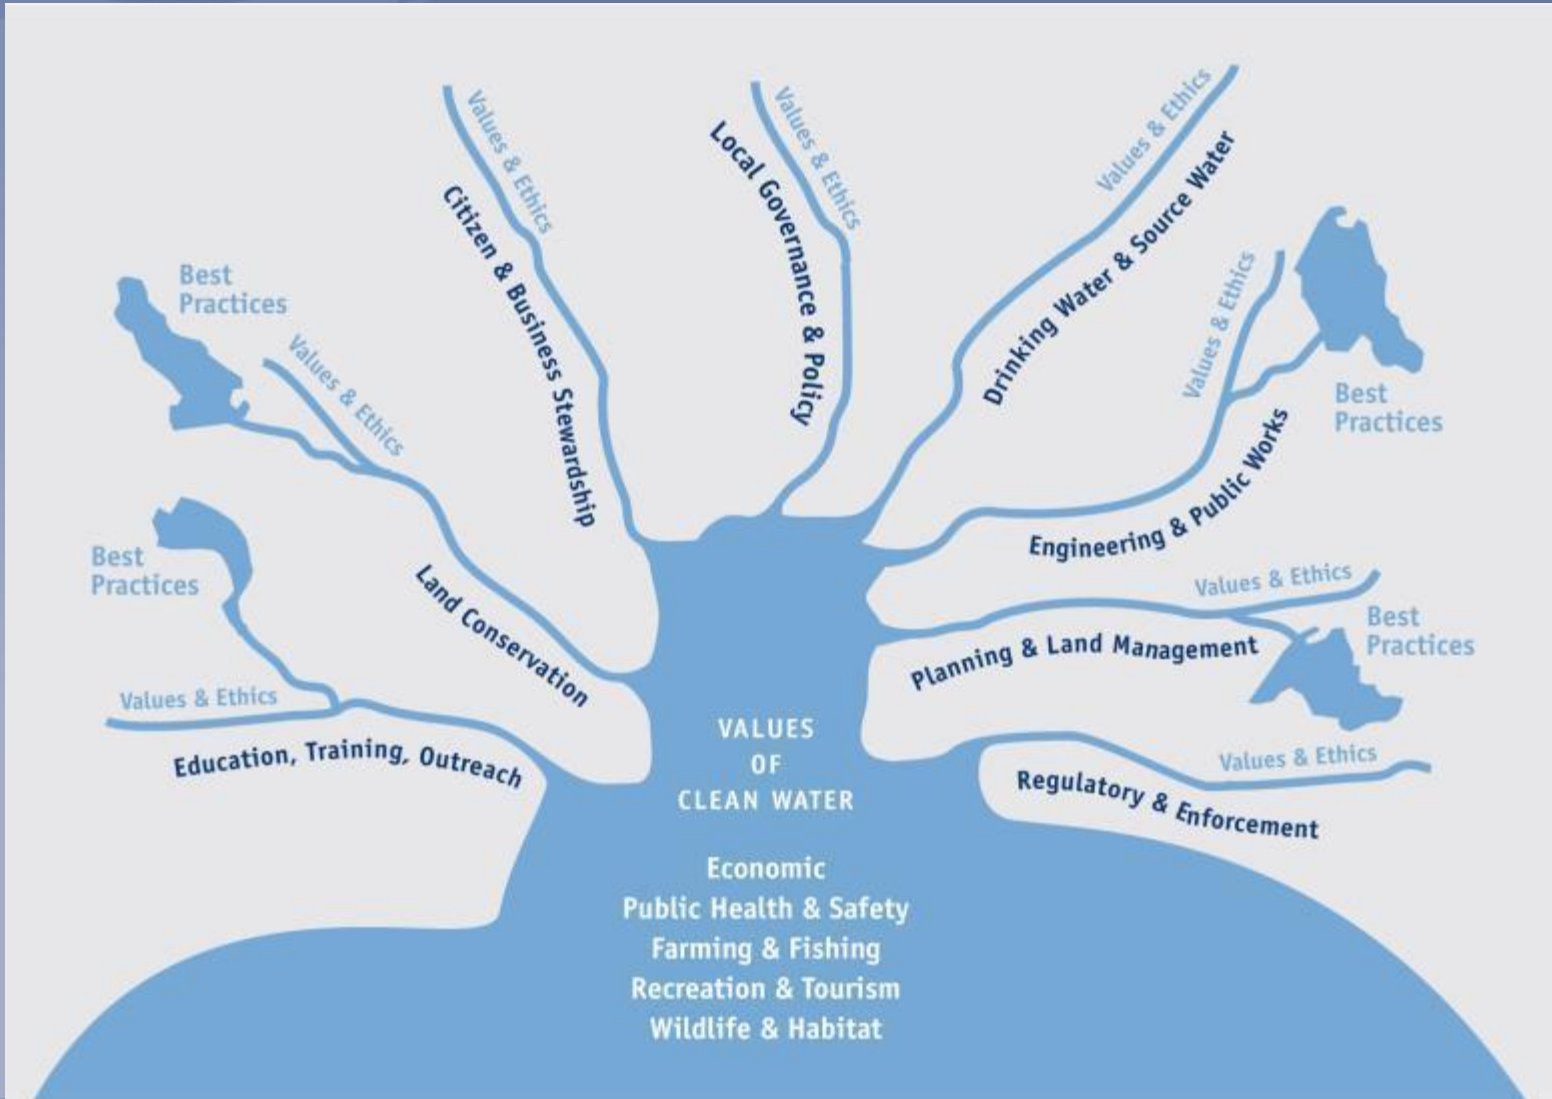 Values & Ethics
Citizen & Business Stewardship
Values & Ethics
Local Governance & Policy
Values & Ethics
Drinking Water & Source Water
Best
Practices
Values & Ethics
Land Conservation
Values & Ethics
Best
Practices
Engineering & Public Works
Best
Practices
Values & Ethics
Education, Training, Outreach
Values & Ethics
Best
Practices
Planning & Land Management
Values & Ethics
Regulatory & Enforcement
VALUES
OF
CLEAN WATER
Economic
Public Health & Safety
Farming & Fishing
Recreation & Tourism
Wildlife & Habitat